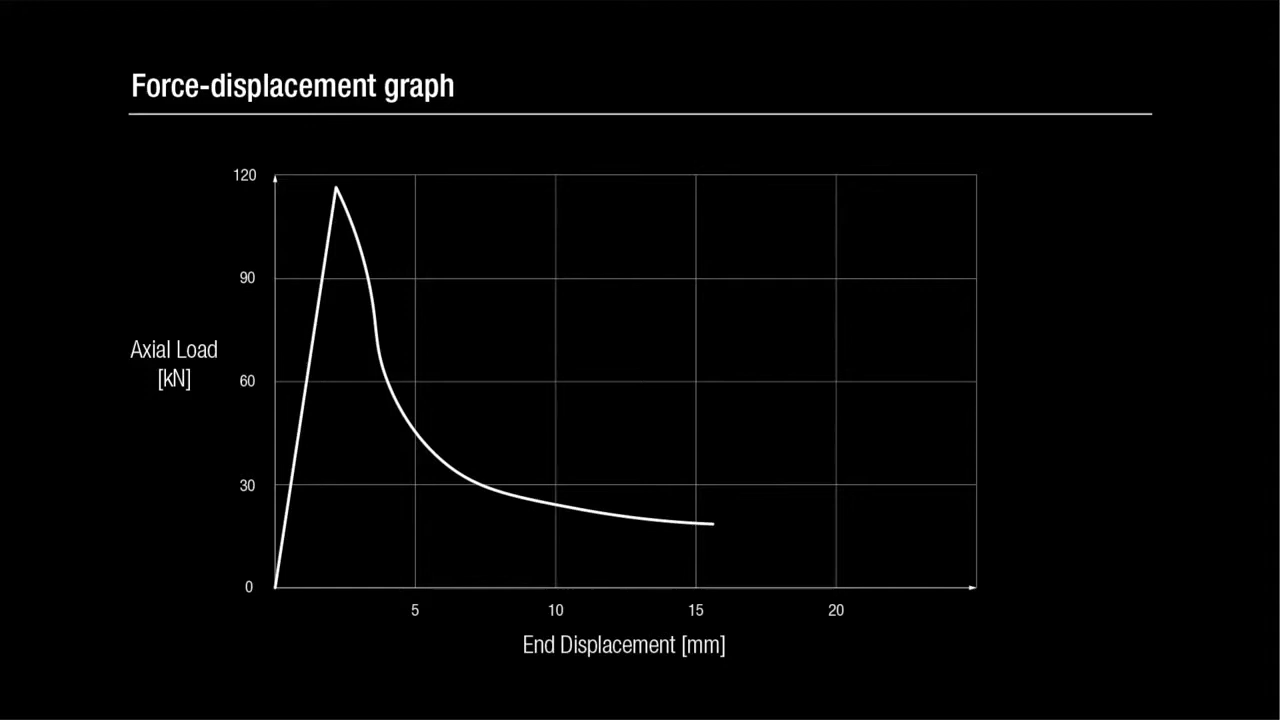 Force-displacement graph
120
90
Axial Load
[kN]
60
30
0
5 10 15 20
End Displacement [mm]